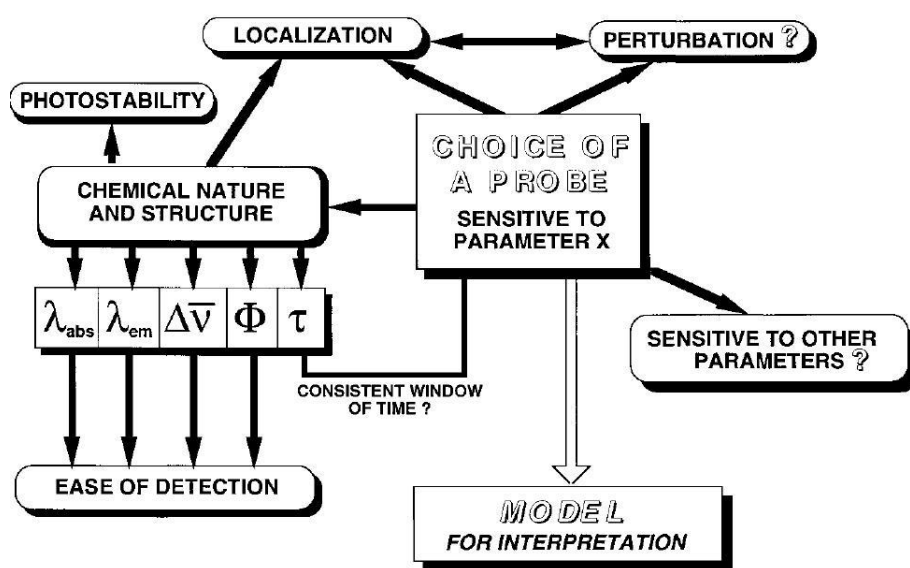 LOCALIZATION
PERTURBATION ?
PHOTOSTABILITY
CHOICE OF
A PROBE
SENSITIVE TO
PARAMETER X
CHEMICAL NATURE
AND STRUCTURE
λabs λem Δν̅ Φ τ
SENSITIVE TO OTHER
PARAMETERS ?
CONSISTENT WINDOW
OF TIME ?
EASE OF DETECTION
MODEL
FOR INTERPRETATION